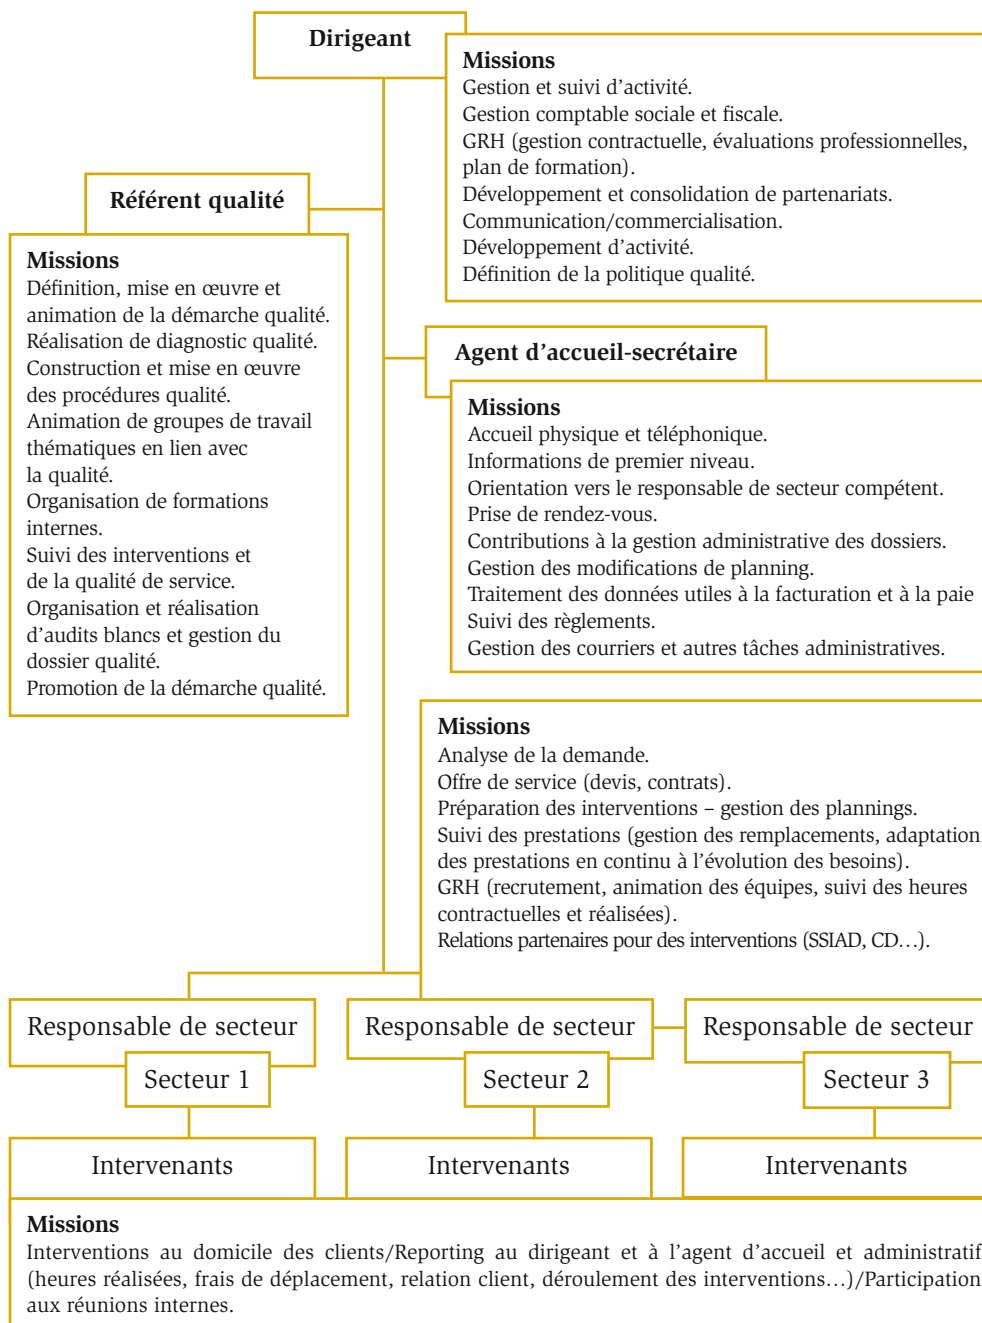 Dirigeant
Missions
Gestion et suivi d'activité.
Gestion comptable sociale et fiscale.
GRH (gestion contractuelle, évaluations professionnelles,
plan de formation).
Développement et consolidation de partenariats.
Communication/commercialisation.
Développement d'activité.
Définition de la politique qualité.
Référent qualité
Missions
Définition, mise en œuvre et
animation de la démarche qualité.
Réalisation de diagnostic qualité.
Construction et mise en œuvre
des procédures qualité.
Animation de groupes de travail
thématiques en lien avec
la qualité.
Organisation de formations
internes.
Suivi des interventions et
de la qualité de service.
Organisation et réalisation
d'audits blancs et gestion du
dossier qualité.
Promotion de la démarche qualité.
Agent d'accueil-secrétaire
Missions
Accueil physique et téléphonique.
Informations de premier niveau.
Orientation vers le responsable de secteur compétent.
Prise de rendez-vous.
Contributions à la gestion administrative des dossiers.
Gestion des modifications de planning.
Traitement des données utiles à la facturation et à la paie
Suivi des règlements.
Gestion des courriers et autres tâches administratives.
Missions
Analyse de la demande.
Offre de service (devis, contrats).
Préparation des interventions – gestion des plannings.
Suivi des prestations (gestion des remplacements, adaptation
des prestations en continu à l'évolution des besoins).
GRH (recrutement, animation des équipes, suivi des heures
contractuelles et réalisées).
Relations partenaires pour des interventions (SSIAD, CD…).
Responsable de secteur
Secteur 1
Responsable de secteur
Secteur 2
Responsable de secteur
Secteur 3
Intervenants
Intervenants
Intervenants
Missions
Interventions au domicile des clients/Reporting au dirigeant et à l'agent d'accueil et administratif
(heures réalisées, frais de déplacement, relation client, déroulement des interventions…)/Participation
aux réunions internes.